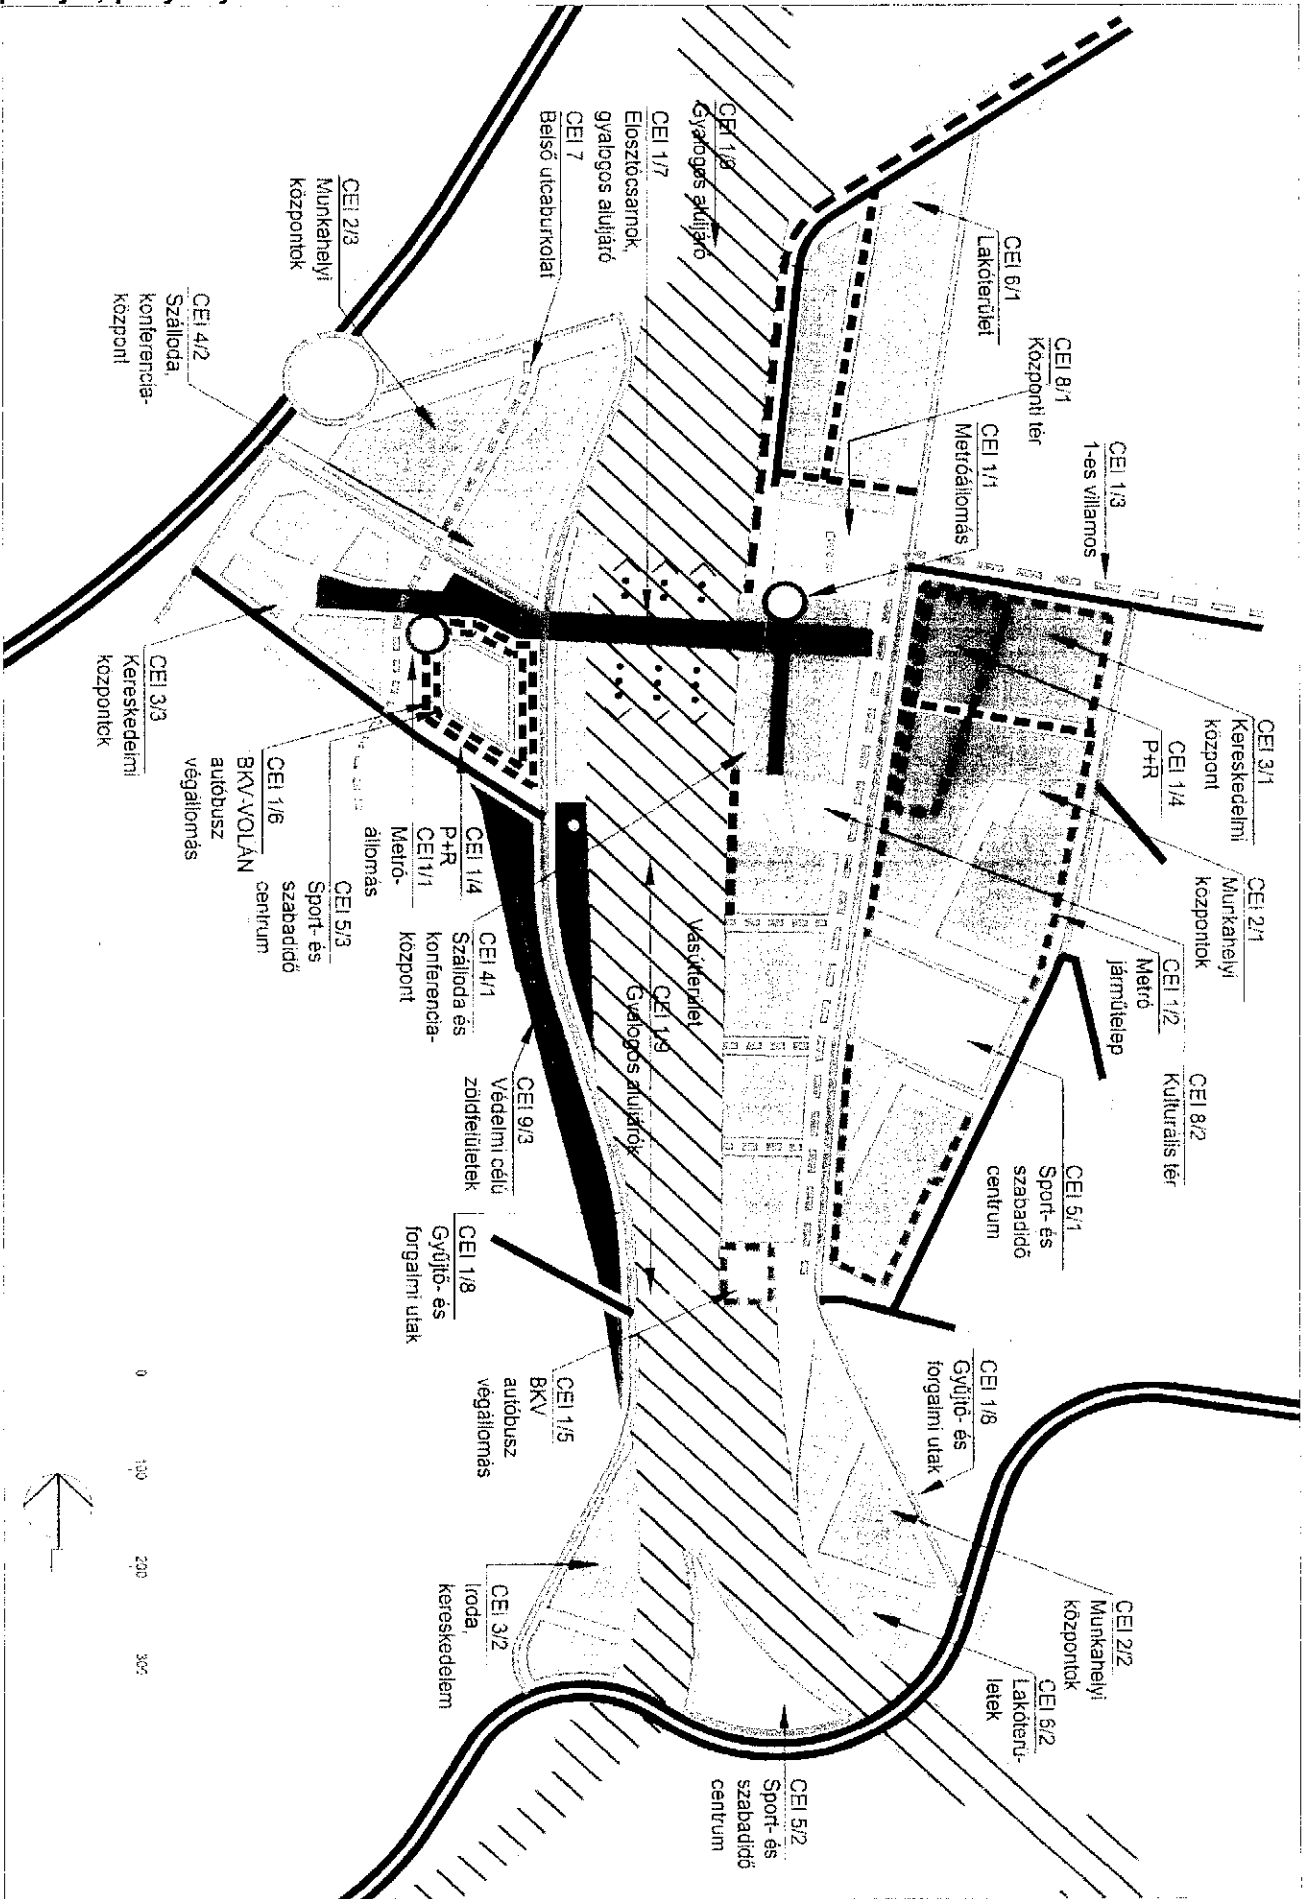 CEI 1/3
1-es villamos
CEI 6/1
Lakóterület
CEI 8/1
Központi tér
CEI 1/1
Metróállomás
CEI 3/1
Kereskedelmi
központ
CEI 1/4
P+R
CEI 2/1
Munkahelyi
központok
CEI 1/2
Metró
járműtelep
CEI 8/2
Kulturális tér
CEI 5/1
Sport- és
szabadidő
centrum
CEI 1/8
Gyűjtő- és
forgalmi utak
CEI 2/2
Munkahelyi
központok
CEI 6/2
Lakóterü-
letek
CEI 5/2
Sport- és
szabadidő
centrum
CEI 1/9
Gyalogos aluljáró
CEI 1/7
Elosztócsarnok,
gyalogos aluljáró
CEI 7
Belső utcaburkolat
CEI 2/3
Munkahelyi
központok
CEI 4/2
Szálloda,
konferencia-
központ
Vasútterület
CEI 1/9
Gyalogos aluljárók
CEI 3/3
Kereskedelmi
központok
CEI 1/6
BKV-VOLÁN
autóbusz
végállomás
CEI 5/3
Sport- és
szabadidő
centrum
CEI 1/4
P+R
CEI 1/1
Metró-
állomás
CEI 4/1
Szálloda és
konferencia-
központ
CEI 9/3
Védelmi célú
zöldfelületek
CEI 1/8
Gyűjtő- és
forgalmi utak
CEI 1/5
BKV
autóbusz
végállomás
CEI 3/2
Iroda,
kereskedelem
0
100
200
300